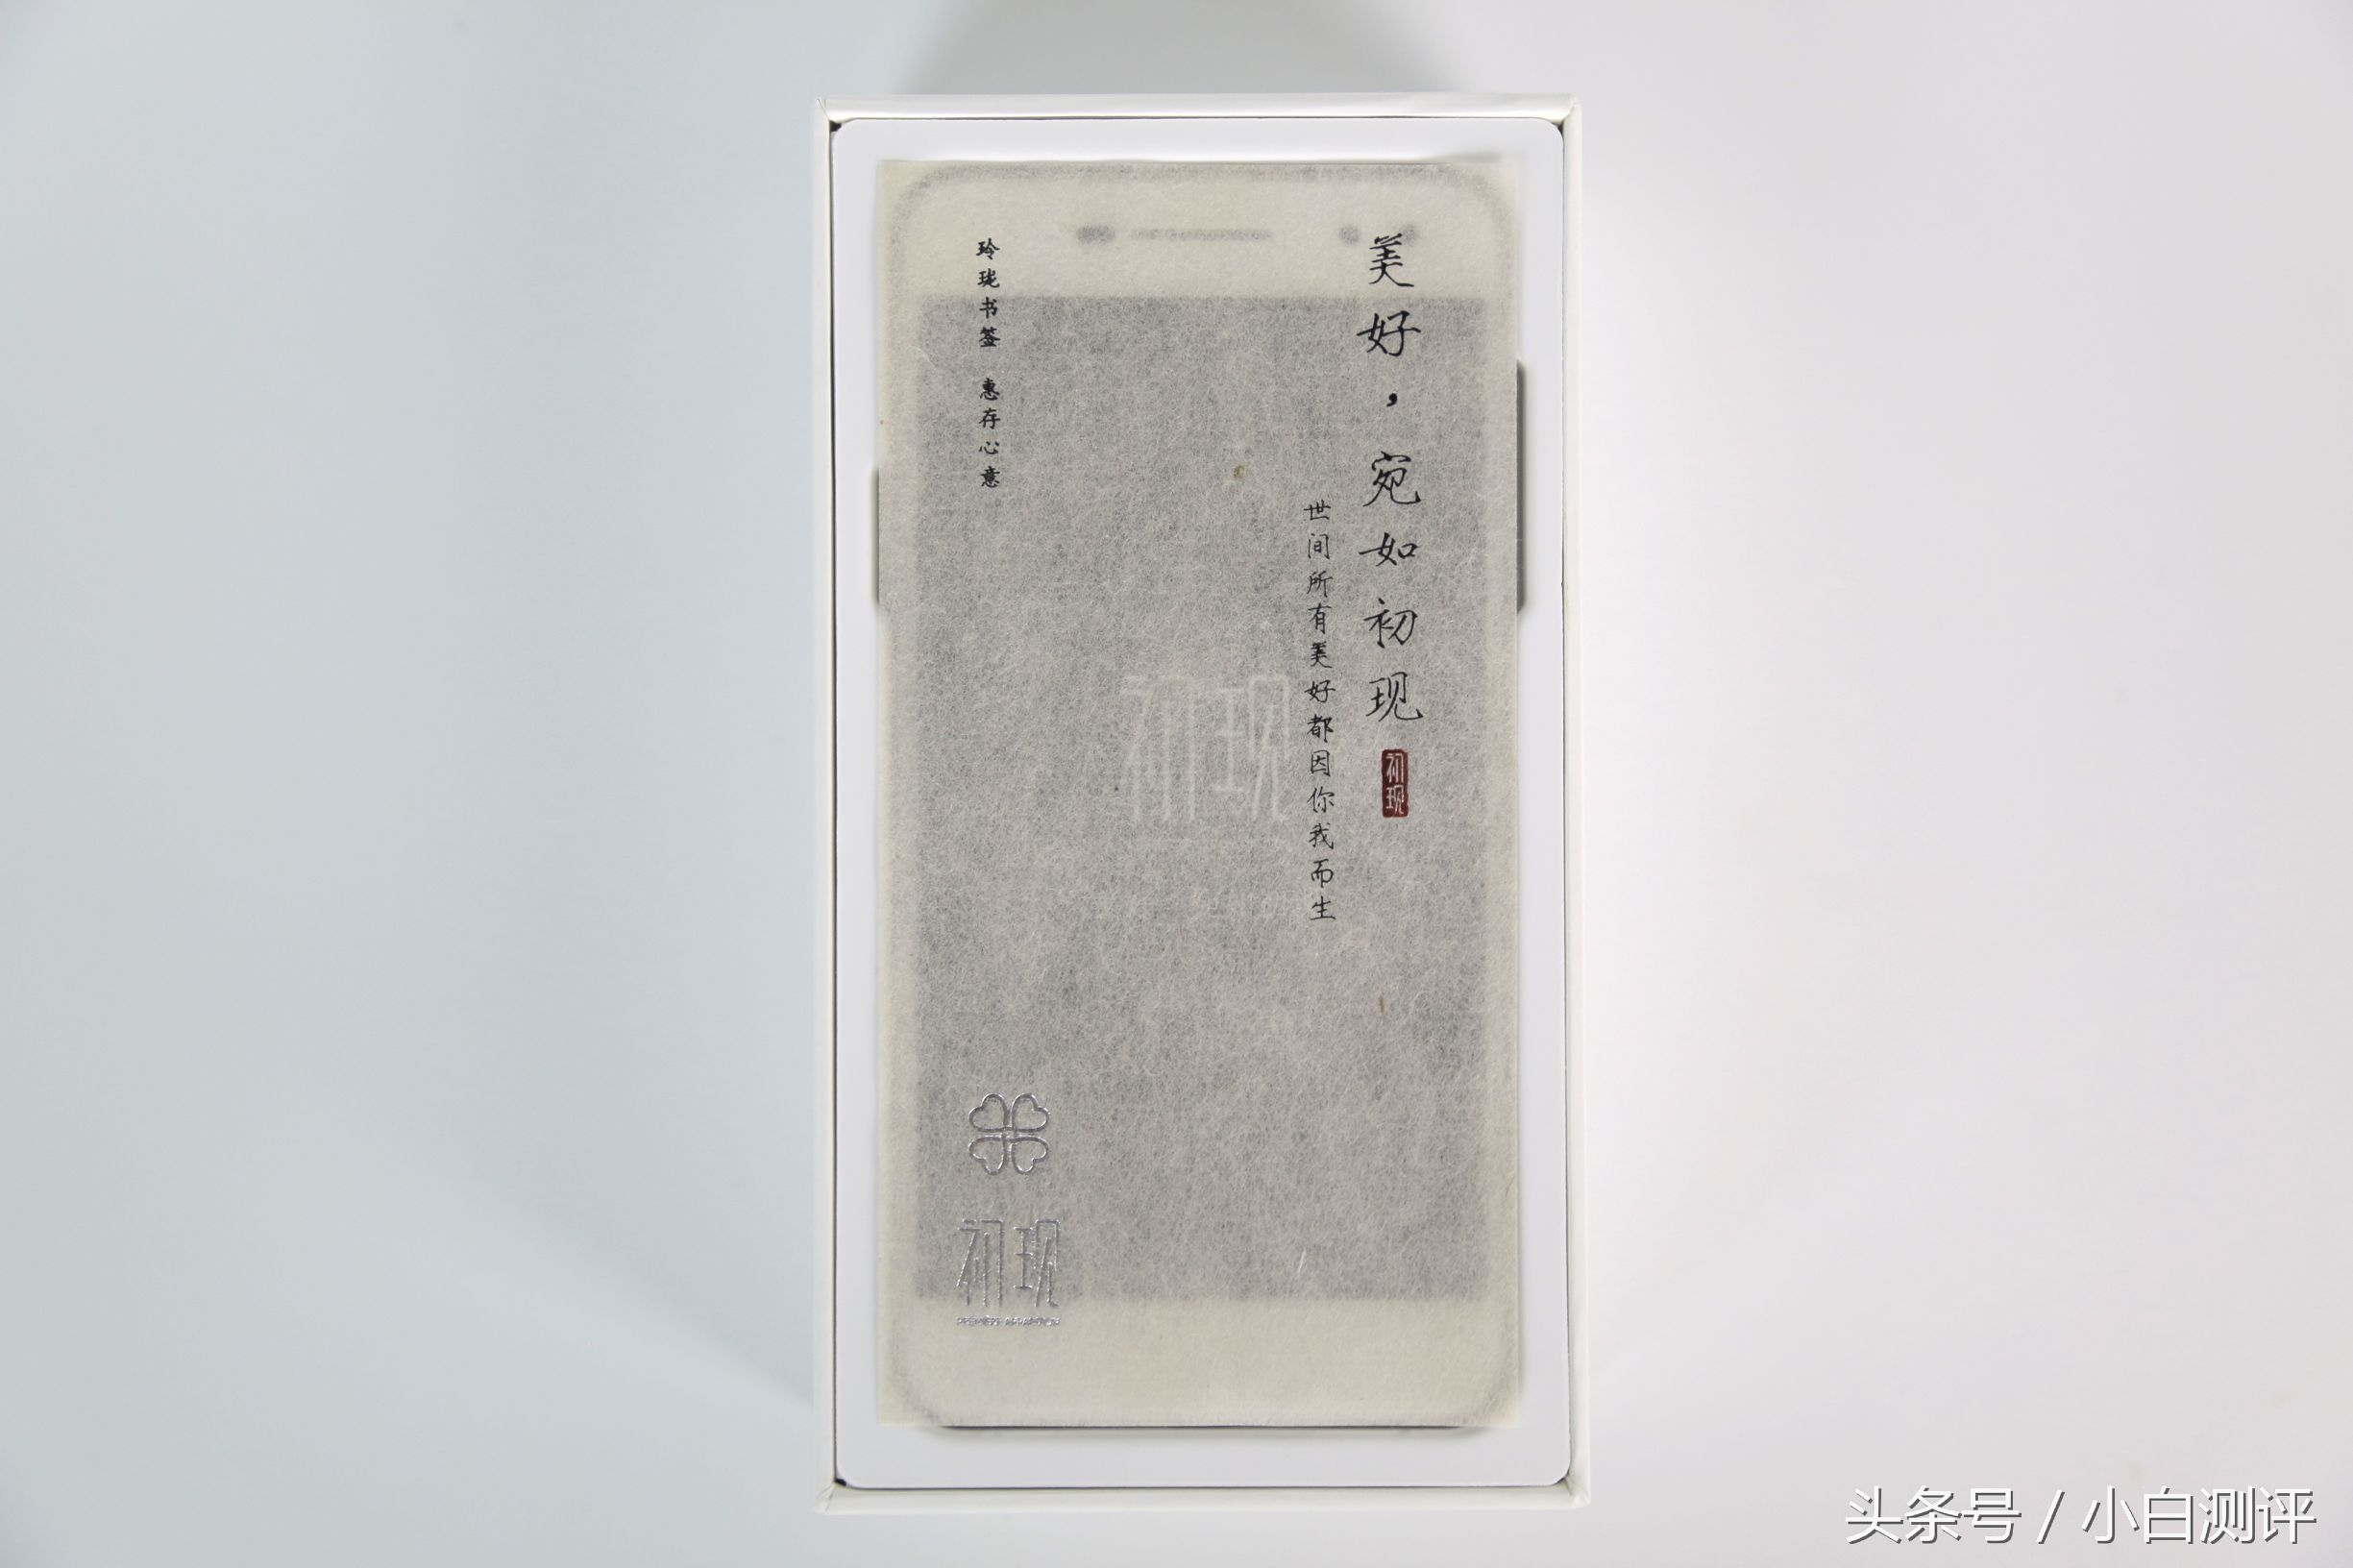 美好，宛如初现
初现
世间所有美好都因你我而生
玲珑书签 惠存心意
初现
初现
头条号 / 小白测评